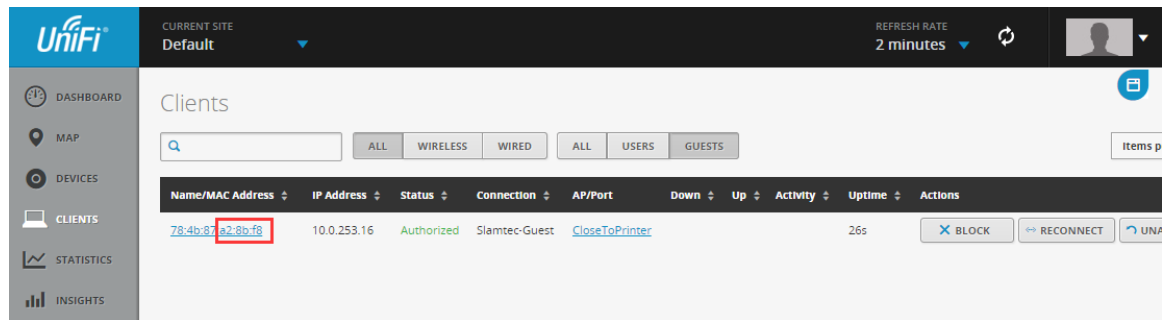 UniFi
CURRENT SITE
Default
REFRESH RATE
2 minutes
DASHBOARD
MAP
DEVICES
CLIENTS
STATISTICS
INSIGHTS
Clients
ALL WIRELESS WIRED ALL USERS GUESTS
Items p
Name/MAC Address IP Address Status Connection AP/Port Down Up Activity Uptime Actions
78:4b:87:a2:8b:f8 10.0.253.16 Authorized Slamtec-Guest CloseToPrinter 26s BLOCK RECONNECT UNA